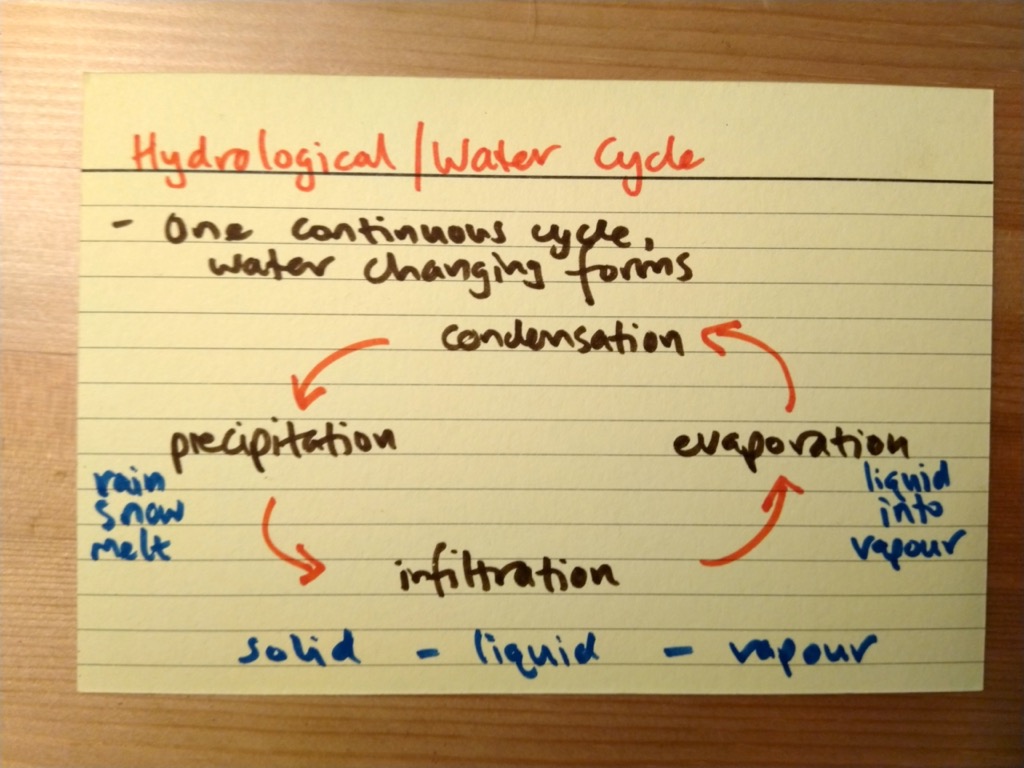 Hydrological/Water Cycle
- One continuous cycle,
water changing forms
condensation
precipitation
evaporation
rain
snow
melt
liquid
into
vapour
infiltration
solid - liquid - vapour